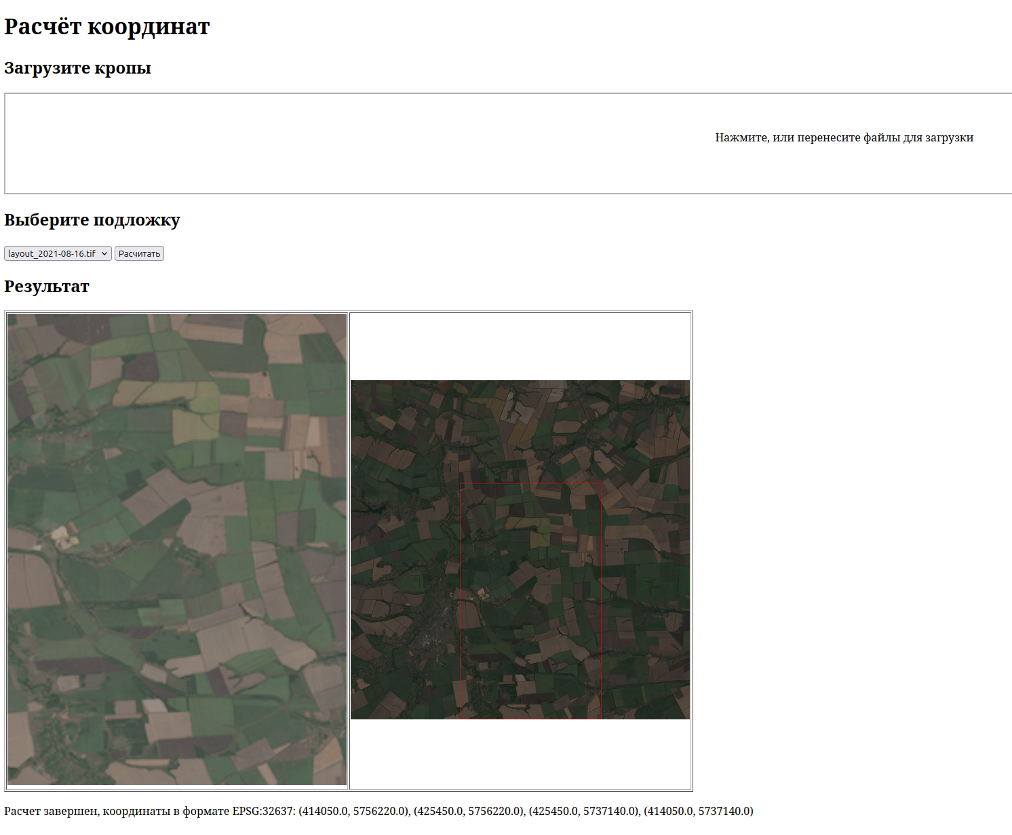 Расчёт координат
Загрузите кропы
Нажмите, или перенесите файлы для загрузки
Выберите подложку
layout_2021-08-16.tif Расчитать
Результат
Расчет завершен, координаты в формате EPSG:32637: (414050.0, 5756220.0), (425450.0, 5756220.0), (425450.0, 5737140.0), (414050.0, 5737140.0)